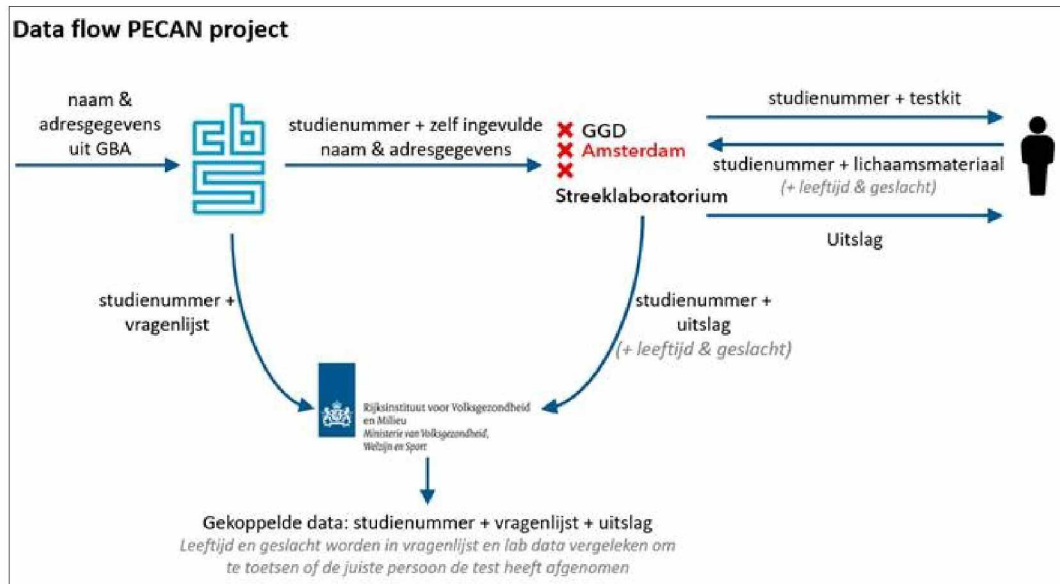 Data flow PECAN project
naam &
adresgegevens
uit GBA
cbs
studienummer + zelf ingevulde
naam & adresgegevens
GGD
Amsterdam
Streeklaboratorium
studienummer + testkit
studienummer + lichaamsmateriaal
(+ leeftijd & geslacht)
Uitslag
studienummer +
vragenlijst
studienummer +
uitslag
(+ leeftijd & geslacht)
Rijksinstituut voor Volksgezondheid
en Milieu
Ministerie van Volksgezondheid,
Welzijn en Sport
Gekoppelde data: studienummer + vragenlijst + uitslag
Leeftijd en geslacht worden in vragenlijst en lab data vergeleken om
te toetsen of de juiste persoon de test heeft afgenomen